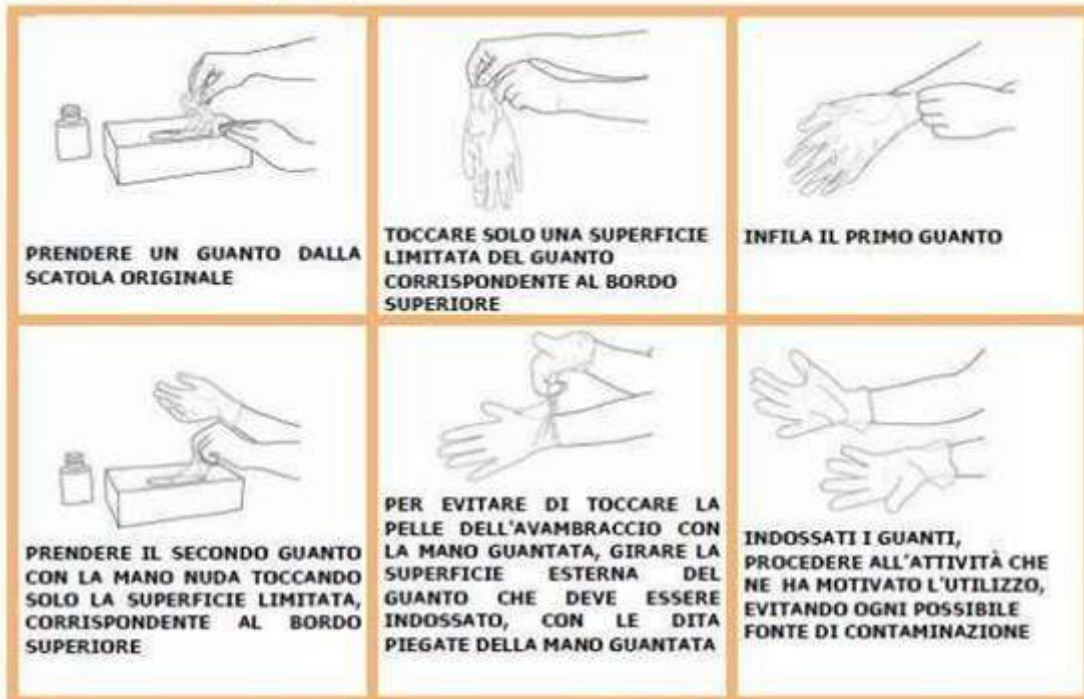 PRENDERE UN GUANTO DALLA
SCATOLA ORIGINALE
TOCCARE SOLO UNA SUPERFICIE
LIMITATA DEL GUANTO
CORRISPONDENTE AL BORDO
SUPERIORE
INFILA IL PRIMO GUANTO
PRENDERE IL SECONDO GUANTO
CON LA MANO NUDA TOCCANDO
SOLO LA SUPERFICIE LIMITATA,
CORRISPONDENTE AL BORDO
SUPERIORE
PER EVITARE DI TOCCARE LA
PELLE DELL'AVAMBRACCIO CON
LA MANO GUANTATA, GIRARE LA
SUPERFICIE ESTERNA DEL
GUANTO CHE DEVE ESSERE
INDOSSATO, CON LE DITA
PIEGATE DELLA MANO GUANTATA
INDOSSATI I GUANTI,
PROCEDERE ALL'ATTIVITÀ CHE
NE HA MOTIVATO L'UTILIZZO,
EVITANDO OGNI POSSIBILE
FONTE DI CONTAMINAZIONE